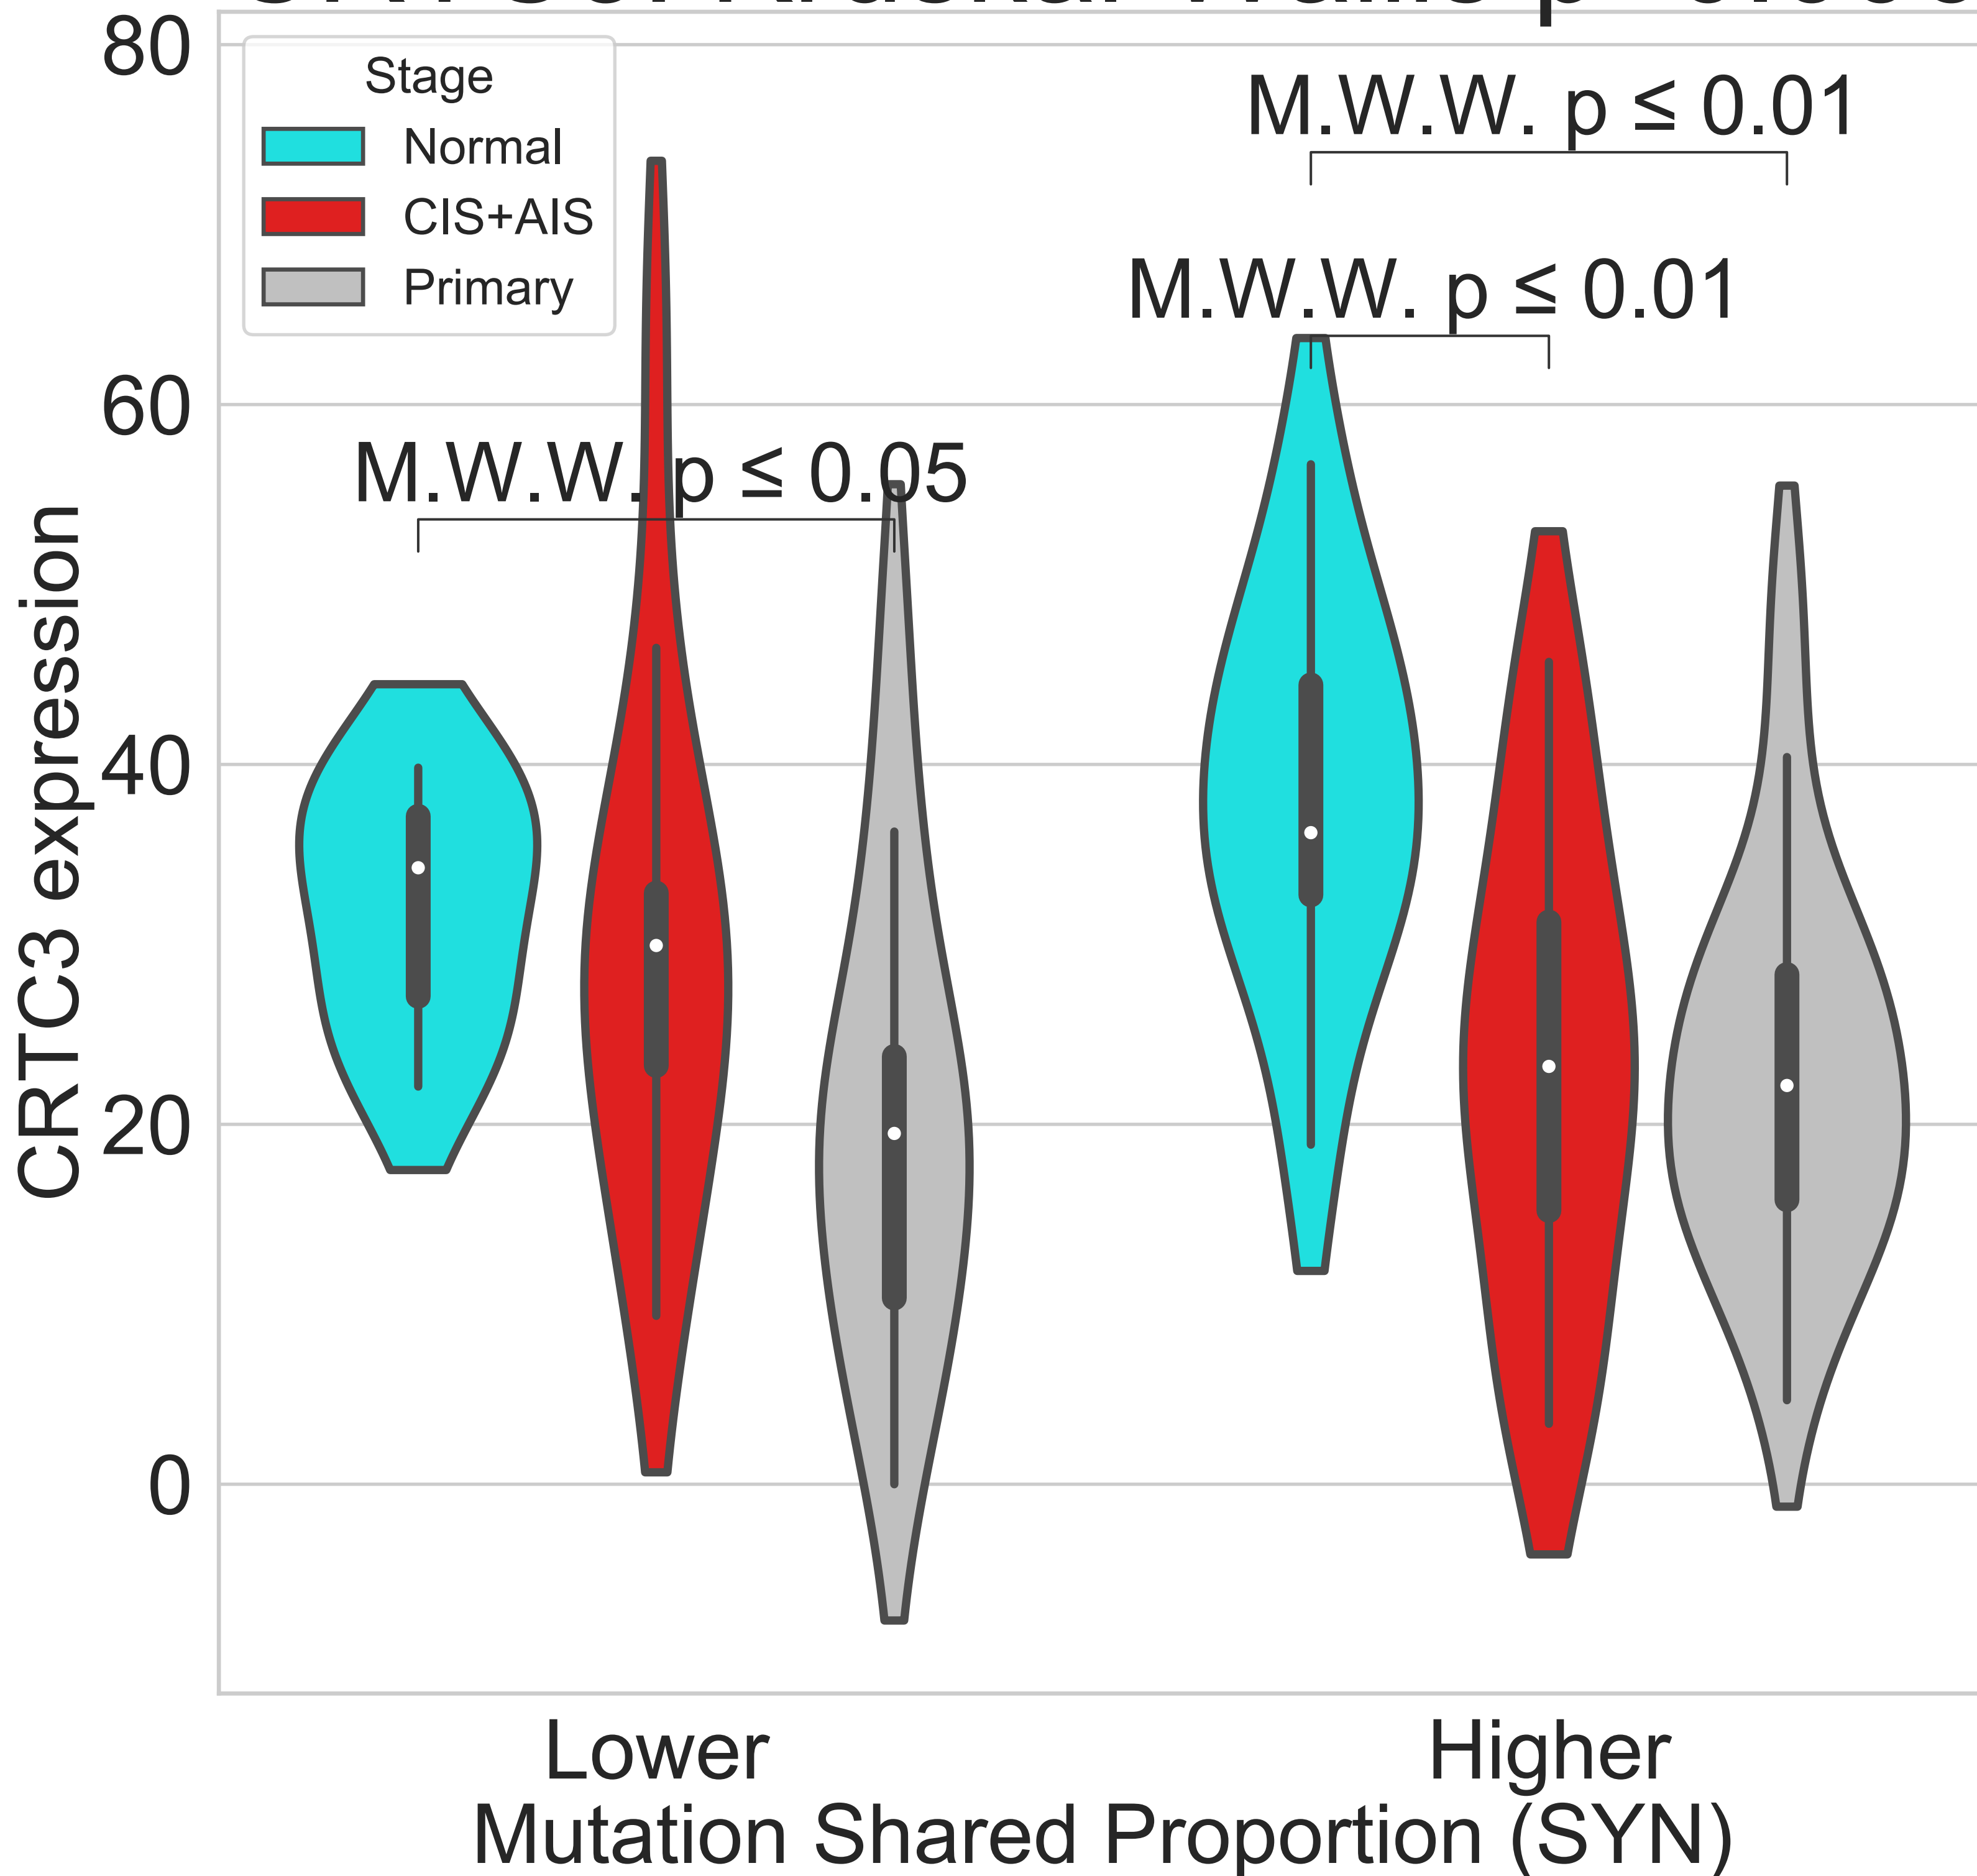 80
Stage
Normal
CIS+AIS
Primary
M.W.W. p ≤ 0.01
M.W.W. p ≤ 0.01
60
M.W.W. p ≤ 0.05
40
20
0
CRTC3 expression
Lower
Higher
Mutation Shared Proportion (SYN)